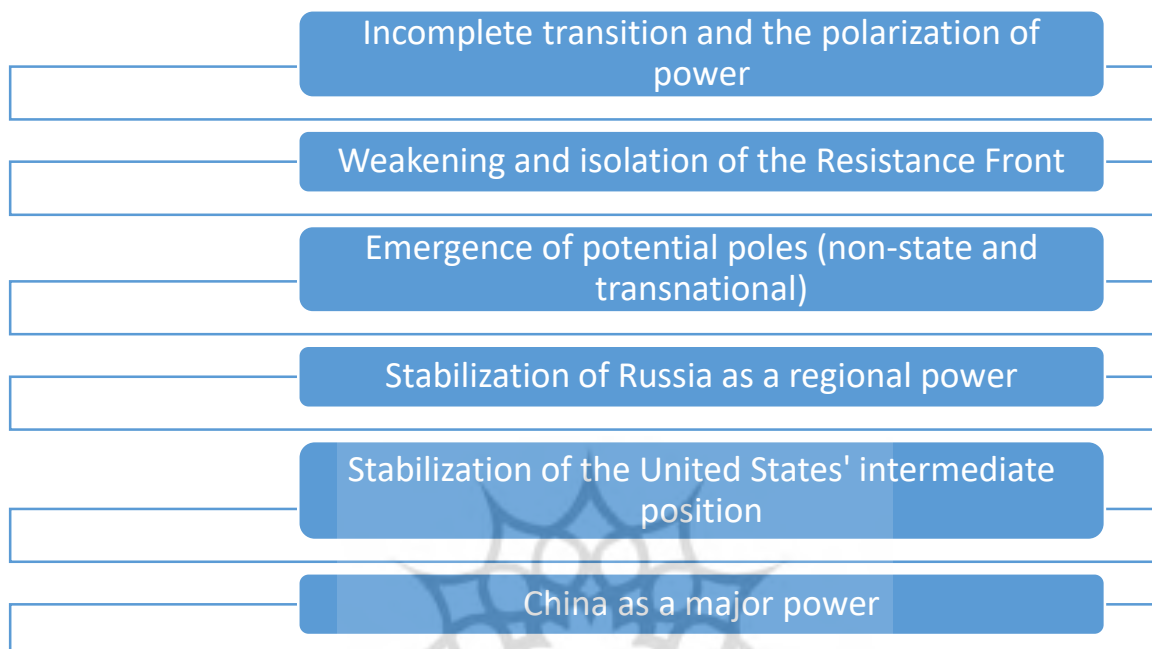 Incomplete transition and the polarization of
power
Weakening and isolation of the Resistance Front
Emergence of potential poles (non-state and
transnational)
Stabilization of Russia as a regional power
Stabilization of the United States' intermediate
position
China as a major power